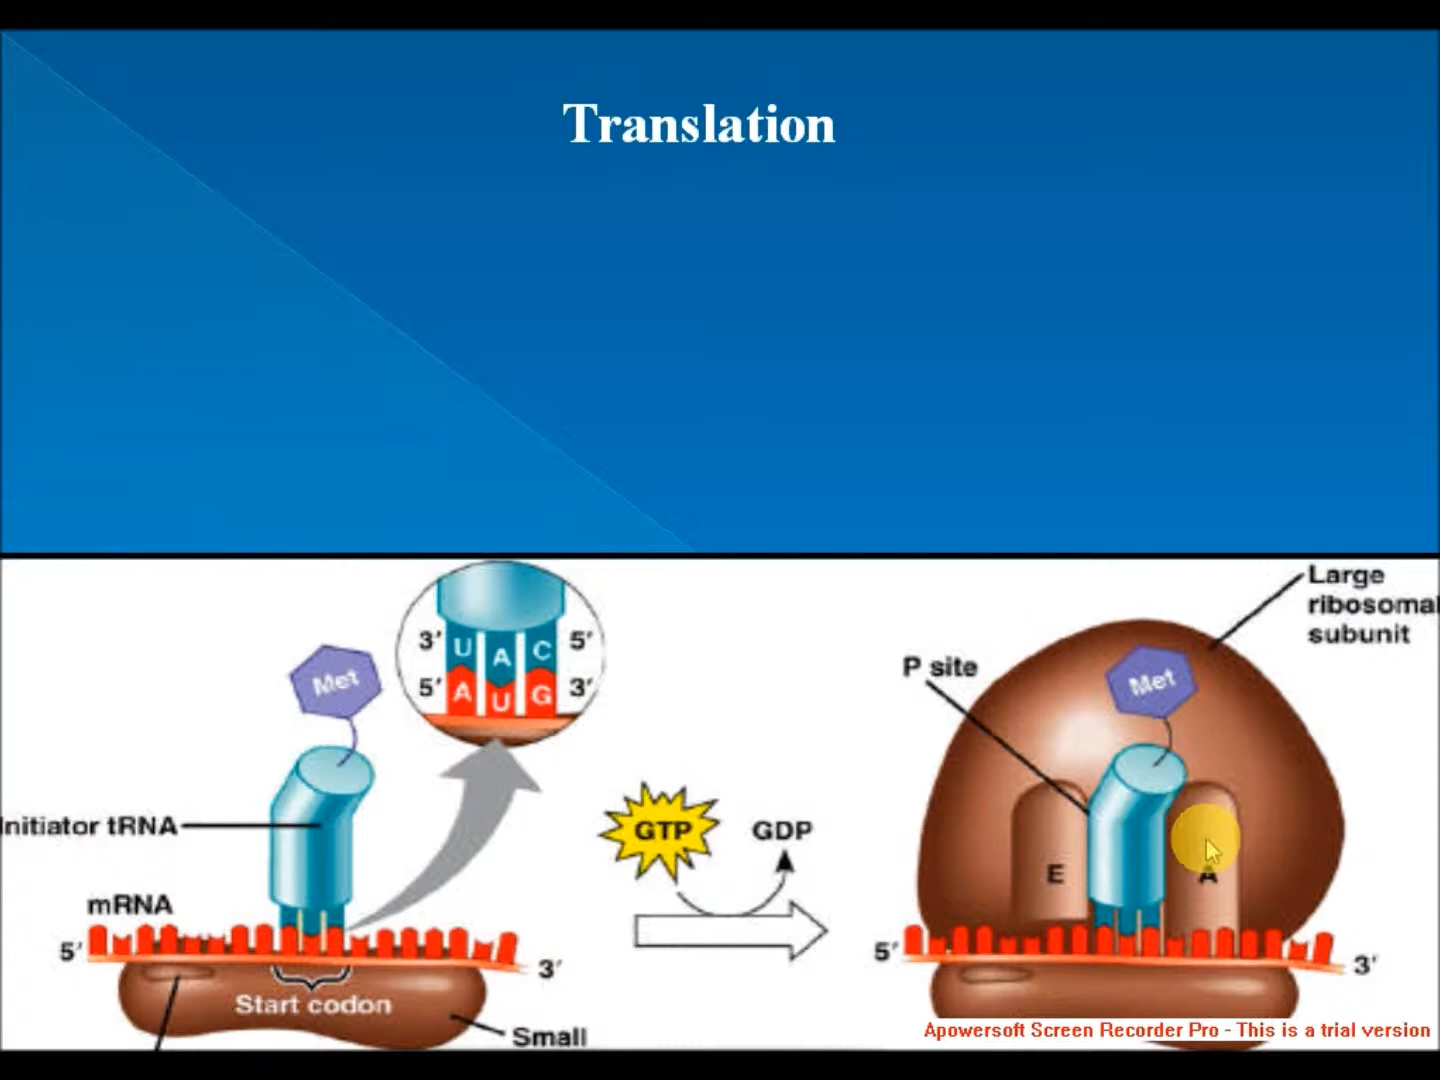 Translation
Large
ribosomal
subunit
3′ U A C 5′
5′ A U G 3′
Met
P site
Met
Initiator tRNA
GTP
GDP
E
A
mRNA
5′
3′
5′
3′
Start codon
Small
Apowersoft Screen Recorder Pro - This is a trial version